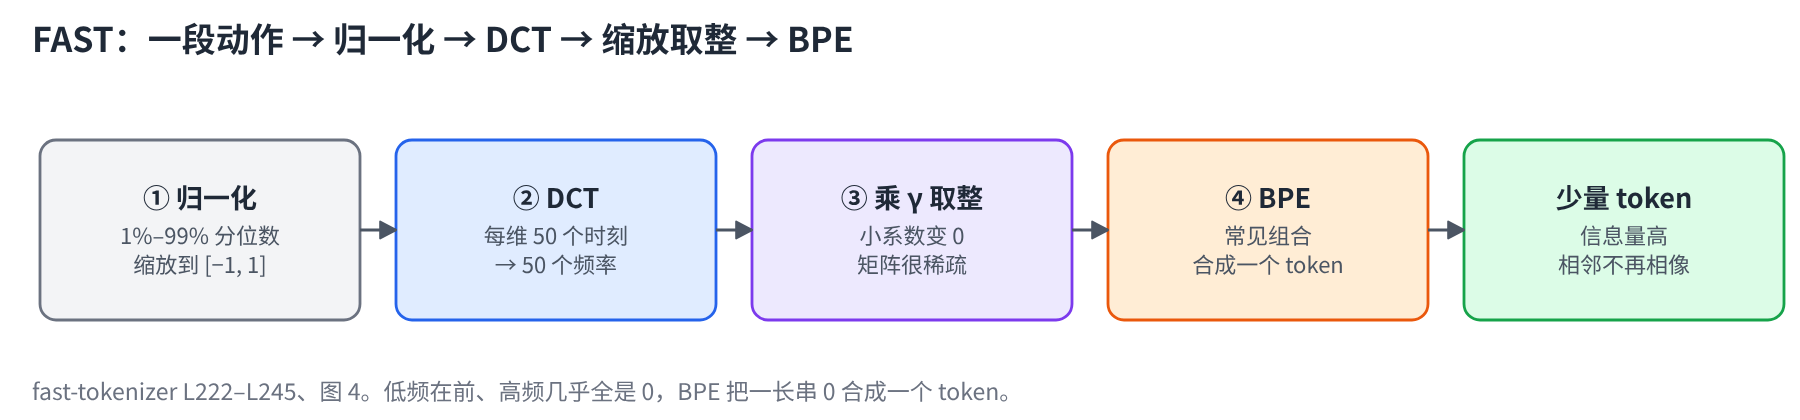 FAST：一段动作 → 归一化 → DCT → 缩放取整 → BPE
① 归一化
1%–99% 分位数
缩放到 [−1, 1]
② DCT
每维 50 个时刻
→ 50 个频率
③ 乘 γ 取整
小系数变 0
矩阵很稀疏
④ BPE
常见组合
合成一个 token
少量 token
信息量高
相邻不再相像
fast-tokenizer L222–L245、图 4。低频在前、高频几乎全是 0，BPE 把一长串 0 合成一个 token。